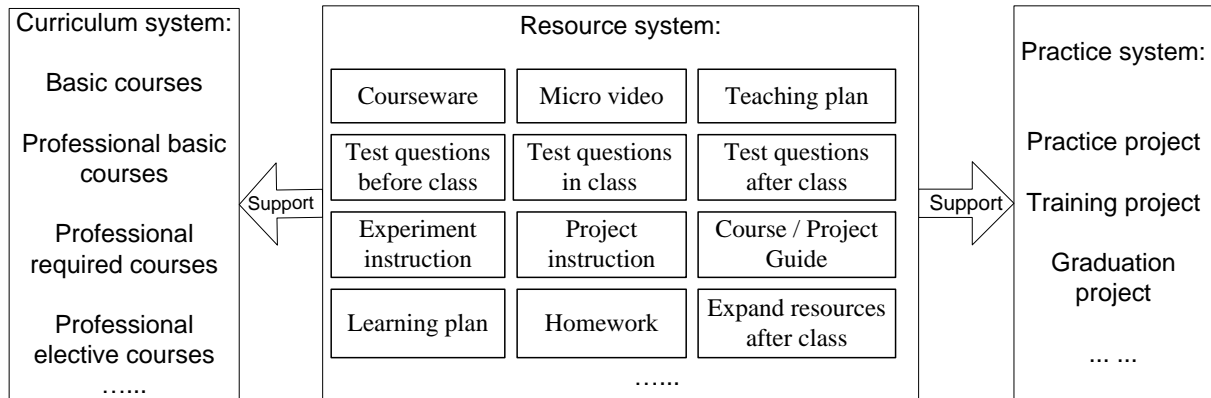 Curriculum system:
Basic courses
Professional basic
courses
Professional
required courses
Professional
elective courses
…...
Support
Resource system:
Courseware
Micro video
Teaching plan
Test questions
before class
Test questions
in class
Test questions
after class
Experiment
instruction
Project
instruction
Course / Project
Guide
Learning plan
Homework
Expand resources
after class
…...
Support
Practice system:
Practice project
Training project
Graduation
project
... ...